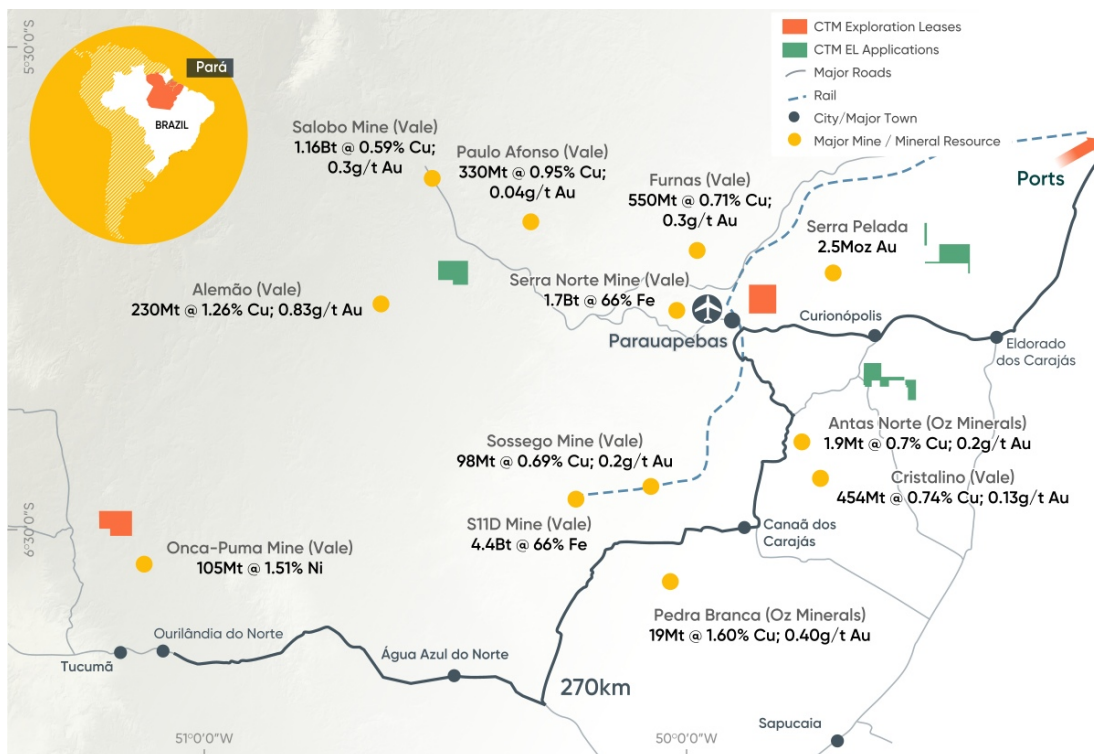 5°30'0"S
Pará
BRAZIL
CTM Exploration Leases
CTM EL Applications
Major Roads
Rail
City/Major Town
Major Mine / Mineral Resource
Ports
Salobo Mine (Vale)
1.16Bt @ 0.59% Cu;
0.3g/t Au
Paulo Afonso (Vale)
330Mt @ 0.95% Cu;
0.04g/t Au
Furnas (Vale)
550Mt @ 0.71% Cu;
0.3g/t Au
Serra Pelada
2.5Moz Au
Alemão (Vale)
230Mt @ 1.26% Cu; 0.83g/t Au
Serra Norte Mine (Vale)
1.7Bt @ 66% Fe
Parauapebas
Curionópolis
Eldorado
dos Carajás
Antas Norte (Oz Minerals)
1.9Mt @ 0.7% Cu; 0.2g/t Au
Sossego Mine (Vale)
98Mt @ 0.69% Cu; 0.2g/t Au
Cristalino (Vale)
454Mt @ 0.74% Cu; 0.13g/t Au
6°30'0"S
S11D Mine (Vale)
4.4Bt @ 66% Fe
Canaã dos
Carajás
Onca-Puma Mine (Vale)
105Mt @ 1.51% Ni
Pedra Branca (Oz Minerals)
19Mt @ 1.60% Cu; 0.40g/t Au
Ourilândia do Norte
Tucumã
Água Azul do Norte
270km
Sapucaia
51°0'0"W
50°0'0"W